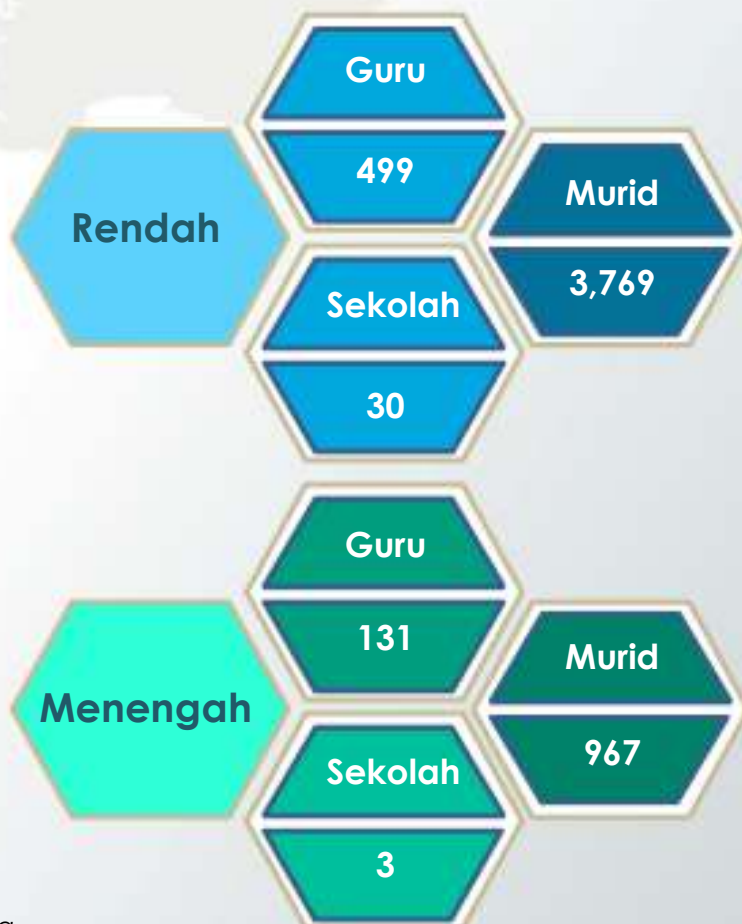 Guru
499
Rendah
Murid
3,769
Sekolah
30
Guru
131
Menengah
Murid
967
Sekolah
3